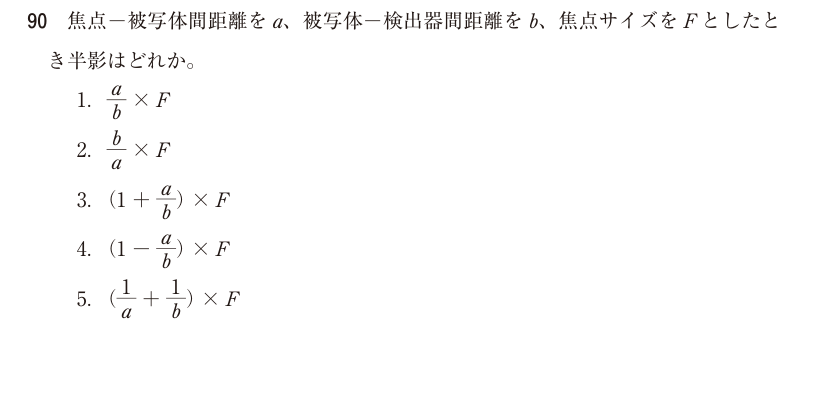 90 焦点－被写体間距離を a、被写体－検出器間距離を b、焦点サイズを F としたと
き半影はどれか。
1. a/b × F
2. b/a × F
3. (1 + a/b) × F
4. (1 － a/b) × F
5. (1/a + 1/b) × F